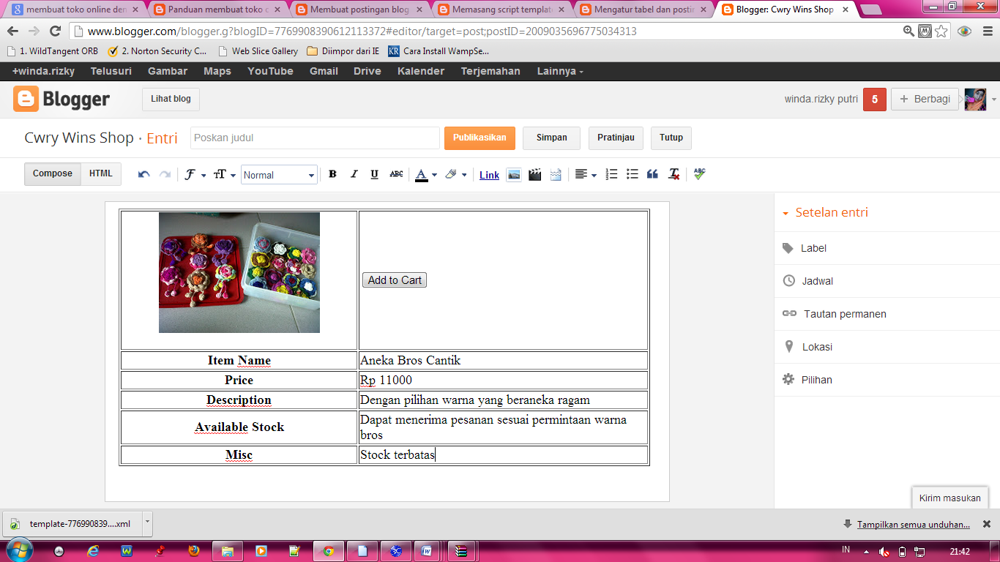 membuat toko online den
Panduan membuat toko o
Membuat postingan blog
Memasang script templat
Mengatur tabel dan postin
Blogger: Cwry Wins Shop
www.blogger.com/blogger.g?blogID=7769908390612113372#editor/target=post;postID=2009035696775034313
1. WildTangent ORB
2. Norton Security C...
Web Slice Gallery
Diimpor dari IE
KR
Cara Install WampSe...
+winda.rizky Telusuri Gambar Maps YouTube Gmail Drive Kalender Terjemahan Lainnya
Blogger
Lihat blog
winda.rizky putri
5
+ Berbagi
Cwry Wins Shop · Entri
Poskan judul
Publikasikan
Simpan
Pratinjau
Tutup
Compose
HTML
F
TT
Normal
B I U ABC
A
Link
ABC
Add to Cart
Item Name
Aneka Bros Cantik
Price
Rp 11000
Description
Dengan pilihan warna yang beraneka ragam
Available Stock
Dapat menerima pesanan sesuai permintaan warna
bros
Misc
Stock terbatas
Setelan entri
Label
Jadwal
Tautan permanen
Lokasi
Pilihan
Kirim masukan
template-776990839....xml
Tampilkan semua unduhan...
IN
21:42